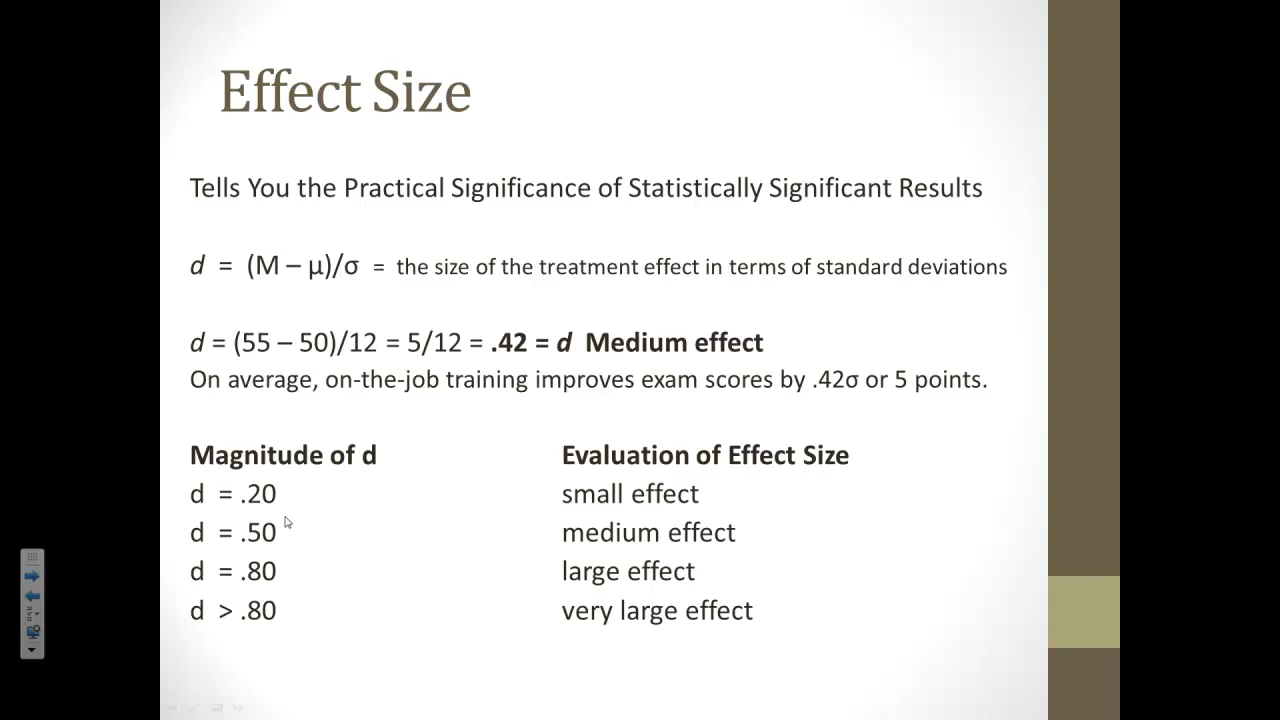 Effect Size
Tells You the Practical Significance of Statistically Significant Results
d = (M – μ)/σ = the size of the treatment effect in terms of standard deviations
d = (55 – 50)/12 = 5/12 = .42 = d Medium effect
On average, on-the-job training improves exam scores by .42σ or 5 points.
Magnitude of d Evaluation of Effect Size
d = .20 small effect
d = .50 medium effect
d = .80 large effect
d > .80 very large effect